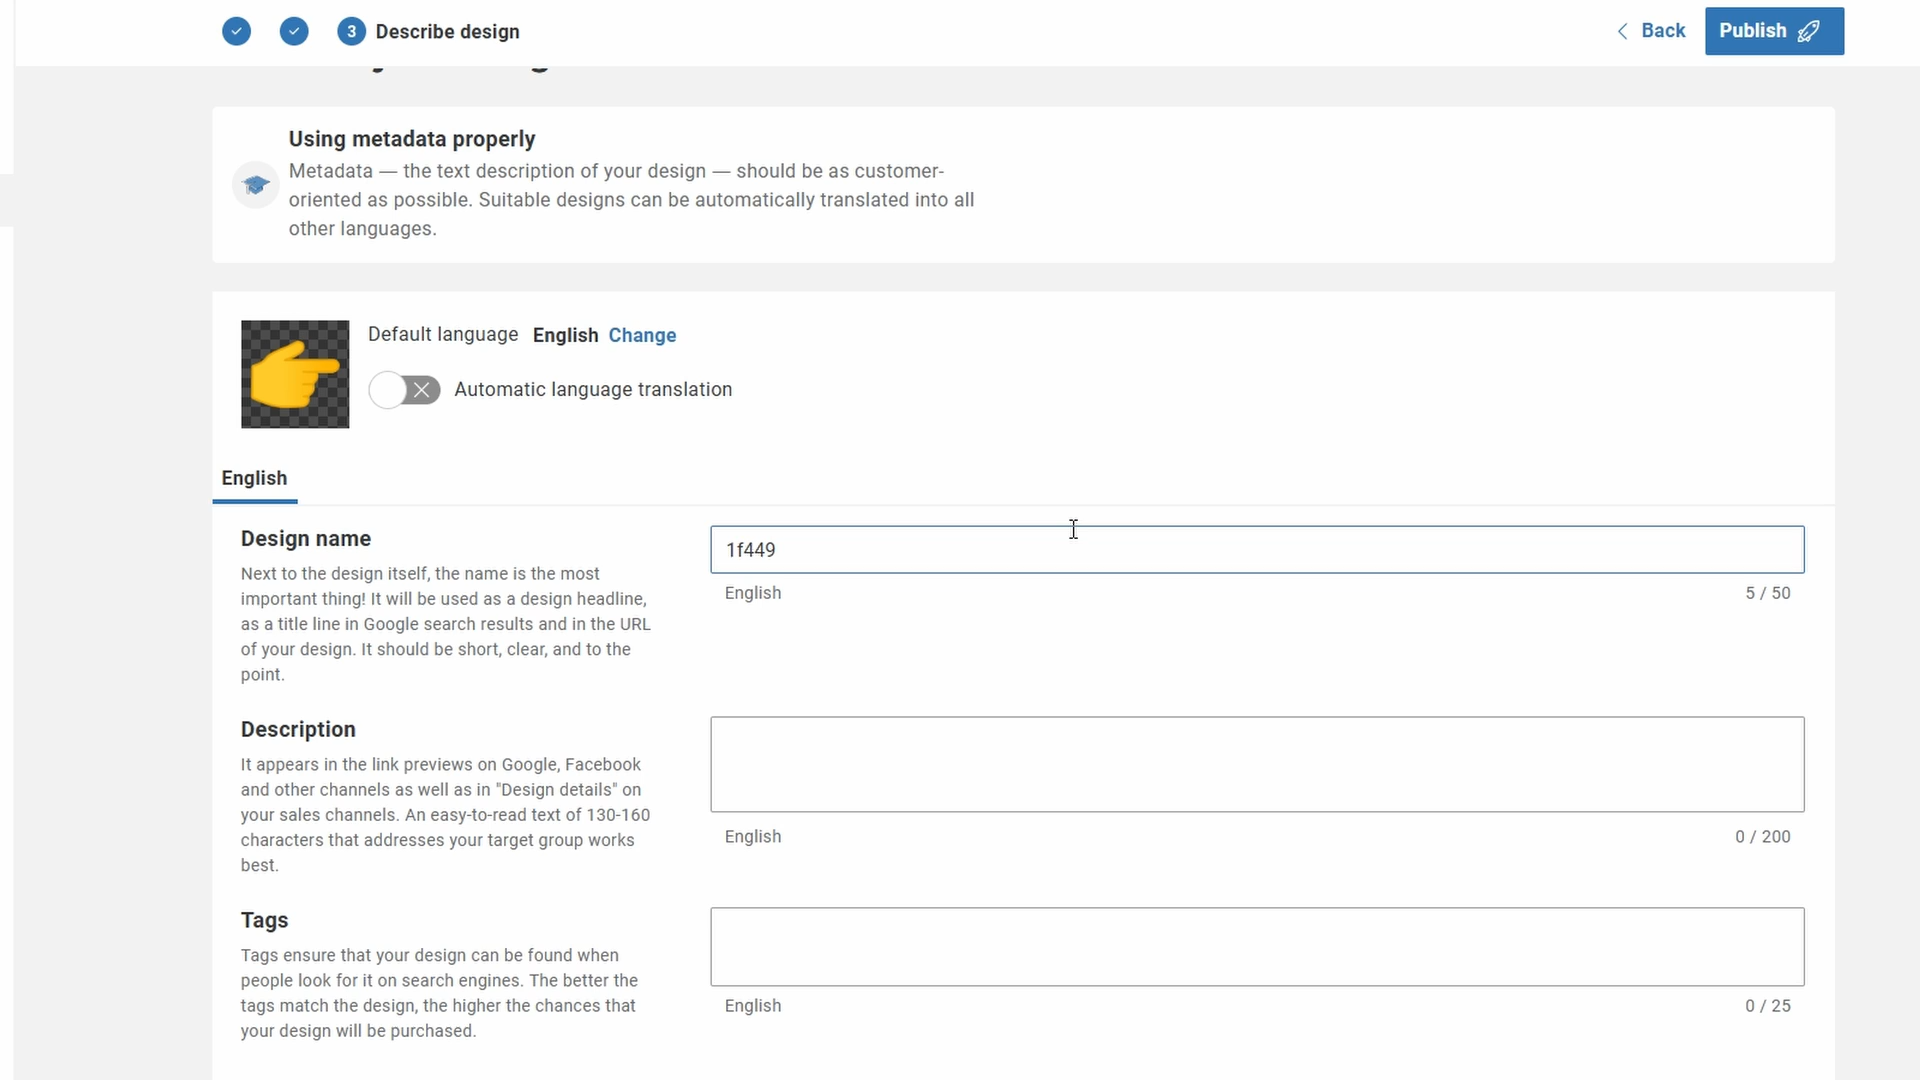 3 Describe design
Back
Publish
Using metadata properly
Metadata — the text description of your design — should be as customer-
oriented as possible. Suitable designs can be automatically translated into all
other languages.
Default language English Change
Automatic language translation
English
Design name
Next to the design itself, the name is the most
important thing! It will be used as a design headline,
as a title line in Google search results and in the URL
of your design. It should be short, clear, and to the
point.
1f449
English
5 / 50
Description
It appears in the link previews on Google, Facebook
and other channels as well as in "Design details" on
your sales channels. An easy-to-read text of 130-160
characters that addresses your target group works
best.
English
0 / 200
Tags
Tags ensure that your design can be found when
people look for it on search engines. The better the
tags match the design, the higher the chances that
your design will be purchased.
English
0 / 25